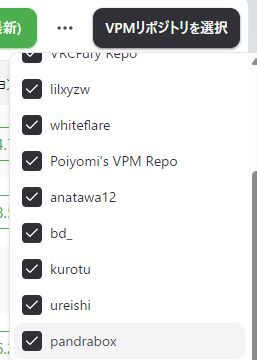 最新)
VPMリポジトリを選択
VRCFury Repo
lilxyzw
whiteflare
Poiyomi's VPM Repo
anatawa12
bd_
kurotu
ureishi
pandrabox